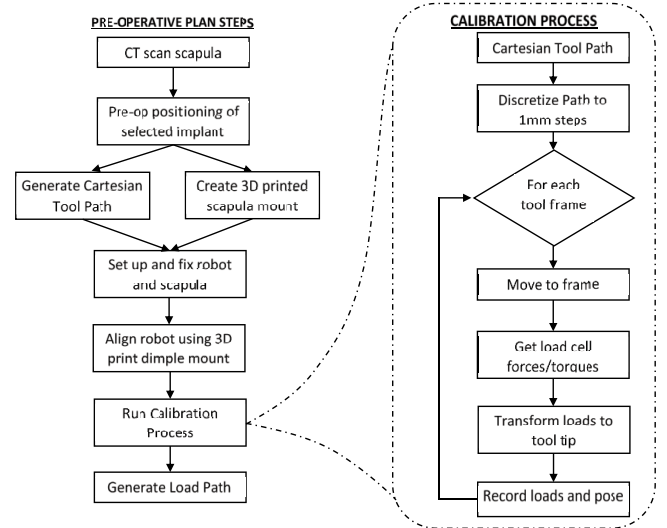 PRE-OPERATIVE PLAN STEPS
CT scan scapula
Pre-op positioning of
selected implant
Generate Cartesian
Tool Path
Create 3D printed
scapula mount
Set up and fix robot
and scapula
Align robot using 3D
print dimple mount
Run Calibration
Process
Generate Load Path
CALIBRATION PROCESS
Cartesian Tool Path
Discretize Path to
1mm steps
For each
tool frame
Move to frame
Get load cell
forces/torques
Transform loads to
tool tip
Record loads and pose